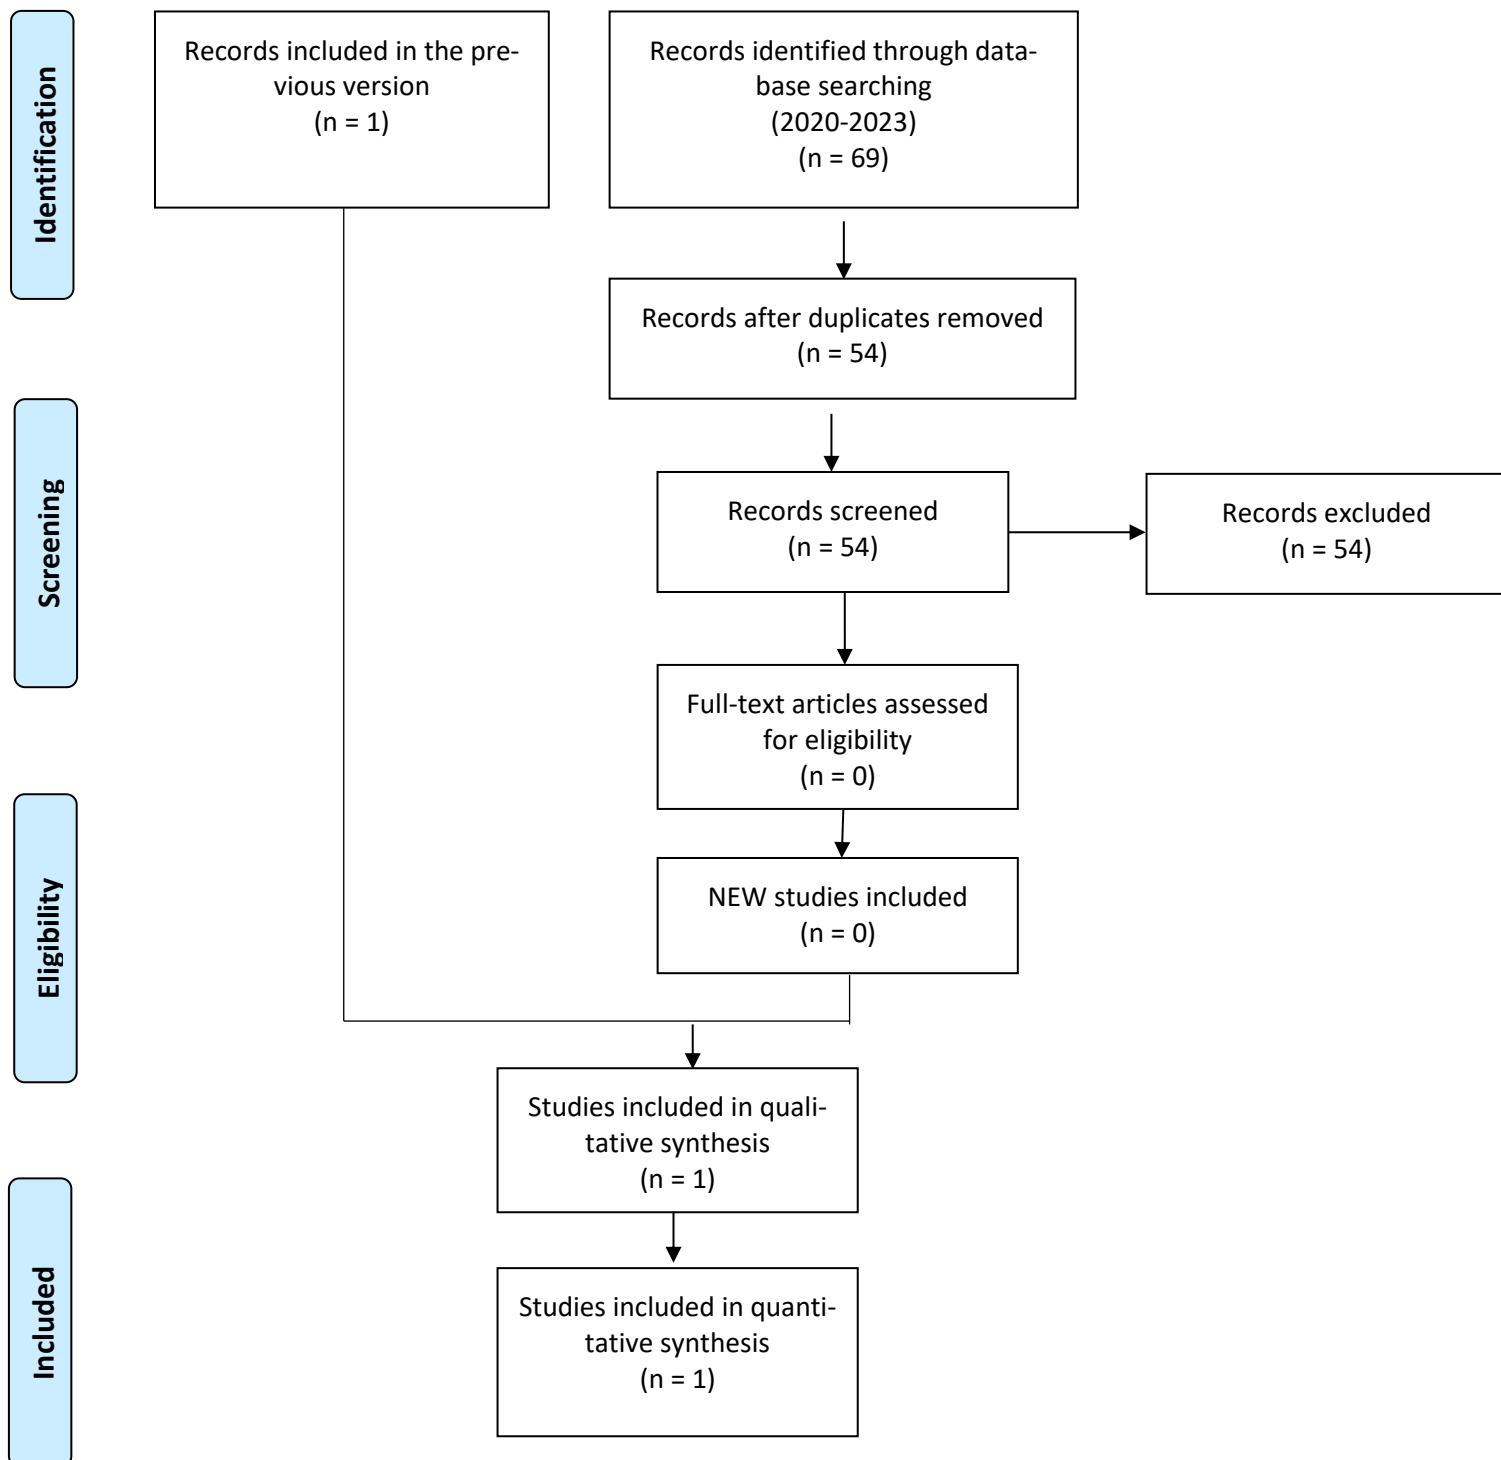 Identification
Records included in the pre-
vious version
(n = 1)
Records identified through data-
base searching
(2020-2023)
(n = 69)
Records after duplicates removed
(n = 54)
Screening
Records screened
(n = 54)
Records excluded
(n = 54)
Full-text articles assessed
for eligibility
(n = 0)
Eligibility
NEW studies included
(n = 0)
Studies included in quali-
tative synthesis
(n = 1)
Included
Studies included in quanti-
tative synthesis
(n = 1)